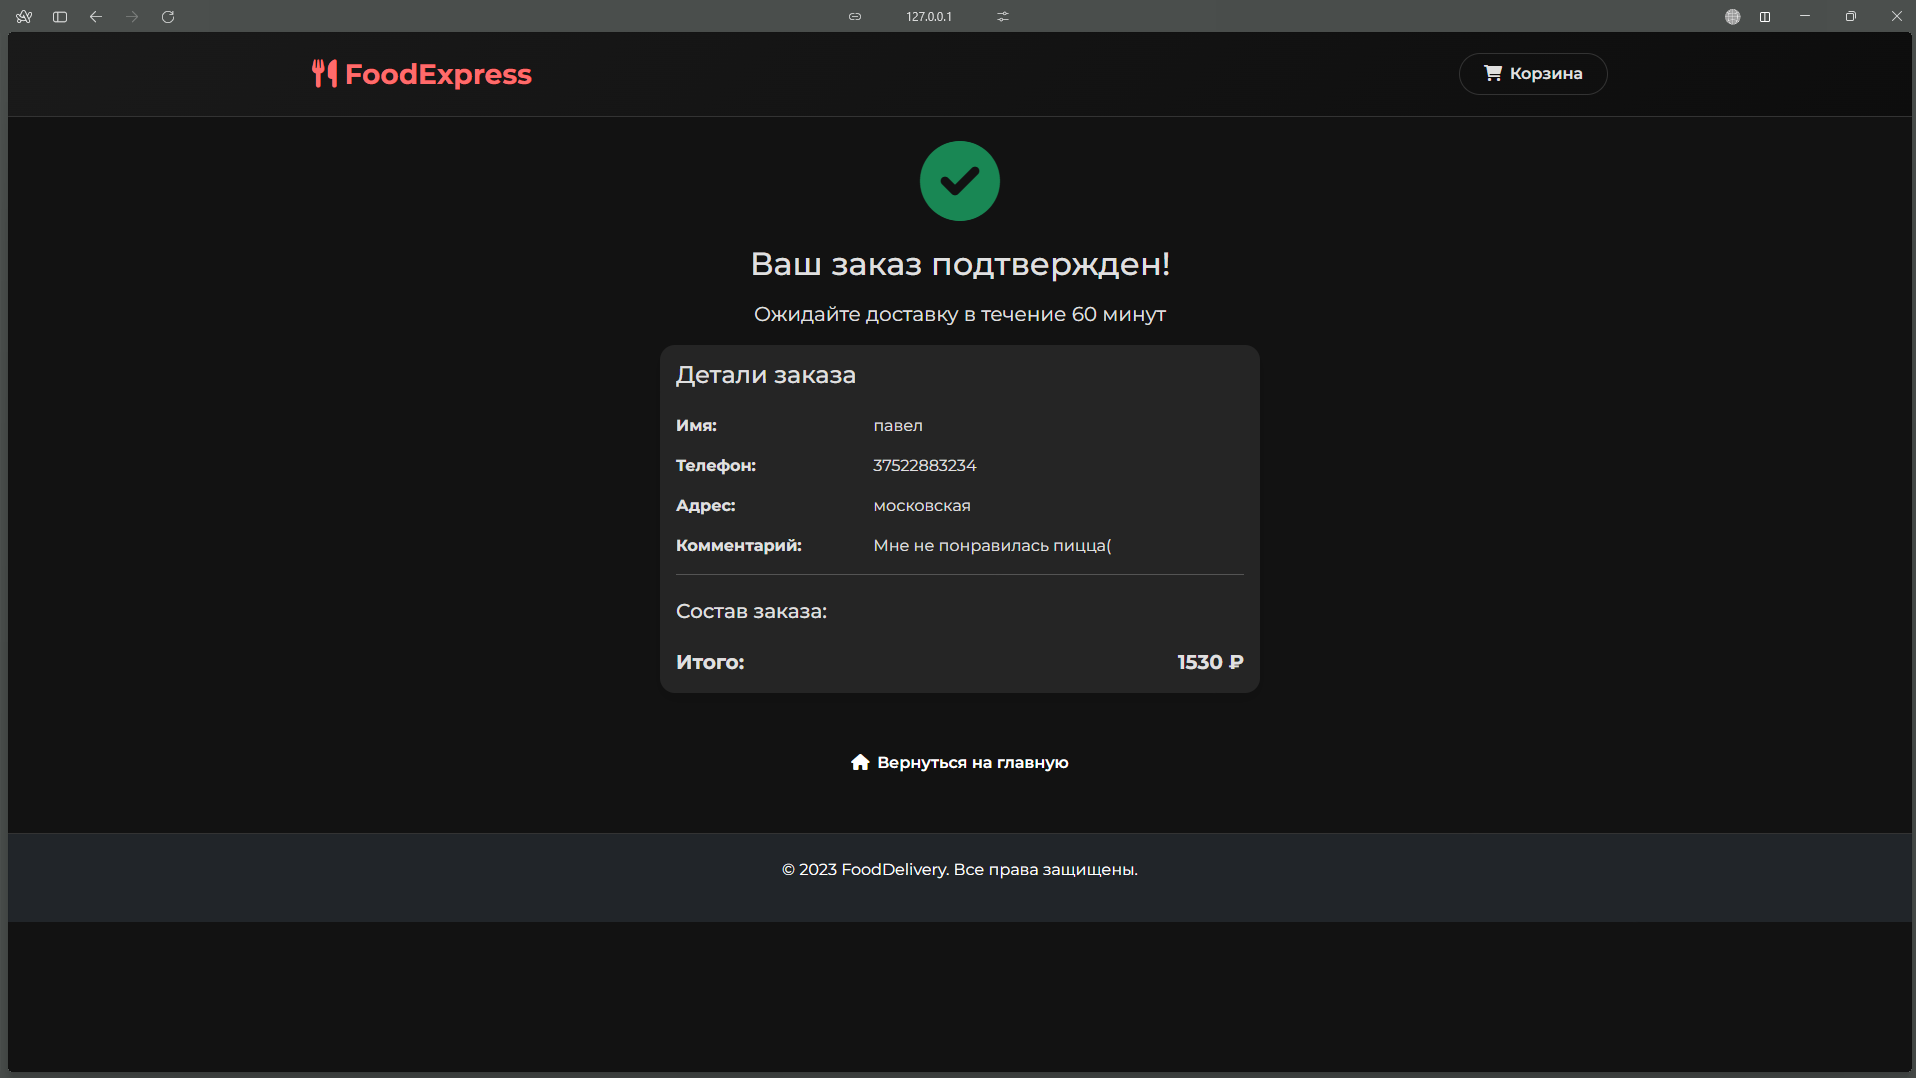 127.0.0.1
FoodExpress
Корзина
Ваш заказ подтвержден!
Ожидайте доставку в течение 60 минут
Детали заказа
Имя: павел
Телефон: 37522883234
Адрес: московская
Комментарий: Мне не понравилась пицца(
Состав заказа:
Итого: 1530 ₽
Вернуться на главную
© 2023 FoodDelivery. Все права защищены.